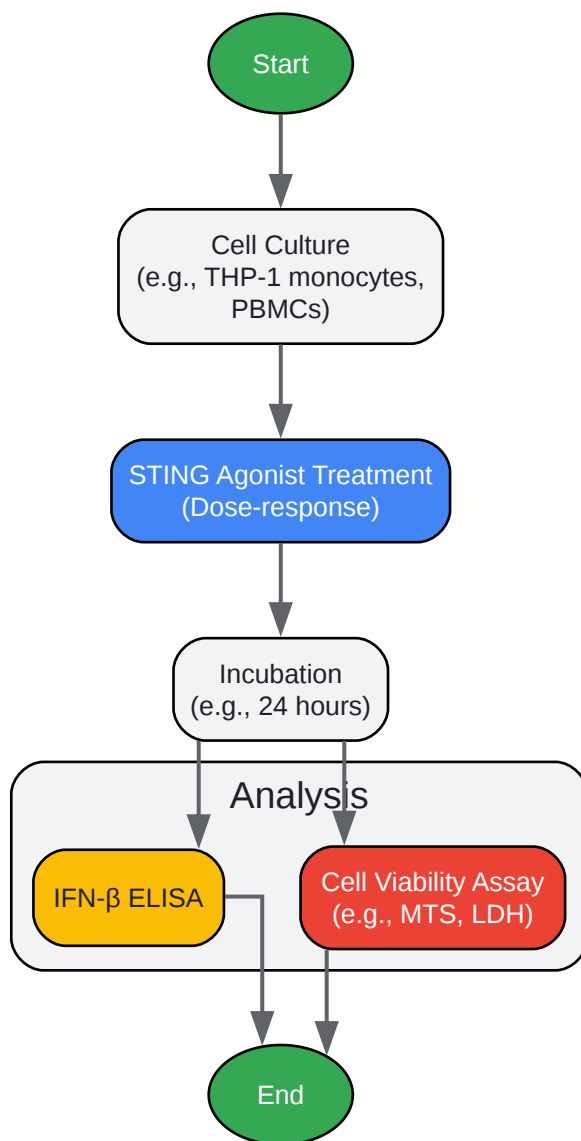 Start
Cell Culture
(e.g., THP-1 monocytes,
PBMCs)
STING Agonist Treatment
(Dose-response)
Incubation
(e.g., 24 hours)
Analysis
IFN-β ELISA
Cell Viability Assay
(e.g., MTS, LDH)
End